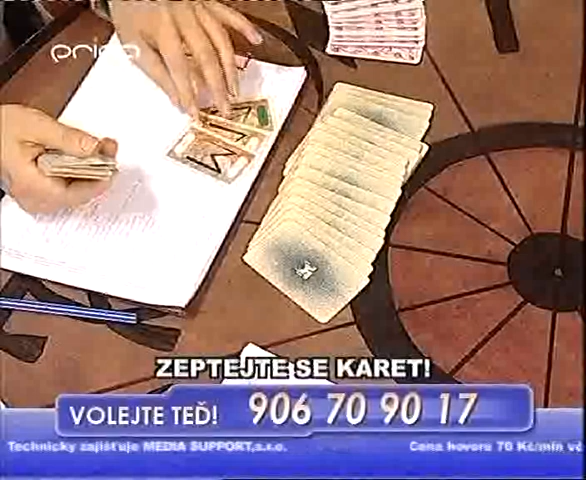 prima
ZEPTEJTE SE KARET!
VOLEJTE TEĎ! 906 70 90 17
Technicky zajišťuje MEDIA SUPPORT,s.r.o. Cena hovoru 70 Kč/min vč